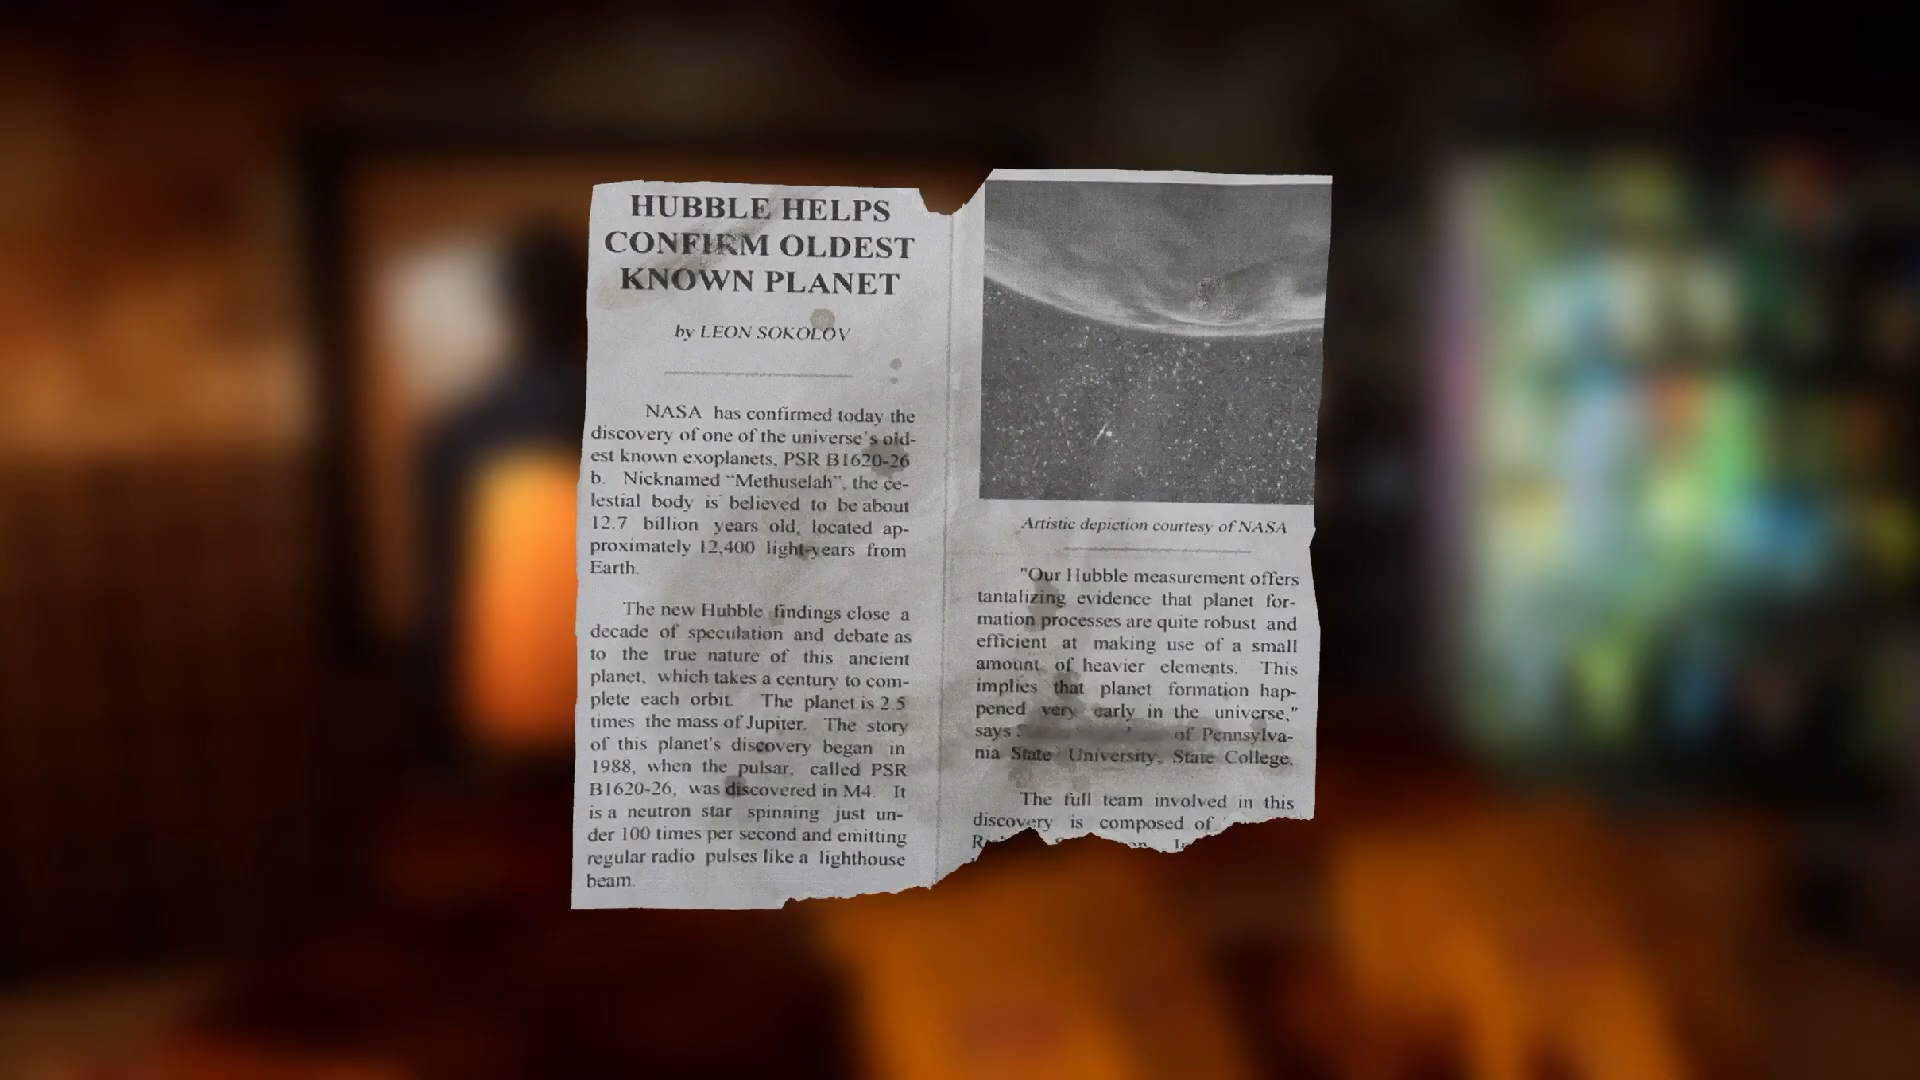 HUBBLE HELPS
CONFIRM OLDEST
KNOWN PLANET
by LEON SOKOLOV
NASA has confirmed today the
discovery of one of the universe's old-
est known exoplanets, PSR B1620-26
b. Nicknamed “Methuselah”, the ce-
lestial body is believed to be about
12.7 billion years old, located ap-
proximately 12,400 light-years from
Earth.
The new Hubble findings close a
decade of speculation and debate as
to the true nature of this ancient
planet, which takes a century to com-
plete each orbit. The planet is 2.5
times the mass of Jupiter. The story
of this planet's discovery began in
1988, when the pulsar, called PSR
B1620-26, was discovered in M4. It
is a neutron star spinning just un-
der 100 times per second and emitting
regular radio pulses like a lighthouse
beam.
Artistic depiction courtesy of NASA
"Our Hubble measurement offers
tantalizing evidence that planet for-
mation processes are quite robust and
efficient at making use of a small
amount of heavier elements. This
implies that planet formation hap-
pened very early in the universe,"
says of Pennsylva-
nia State University, State College.
The full team involved in this
discovery is composed of